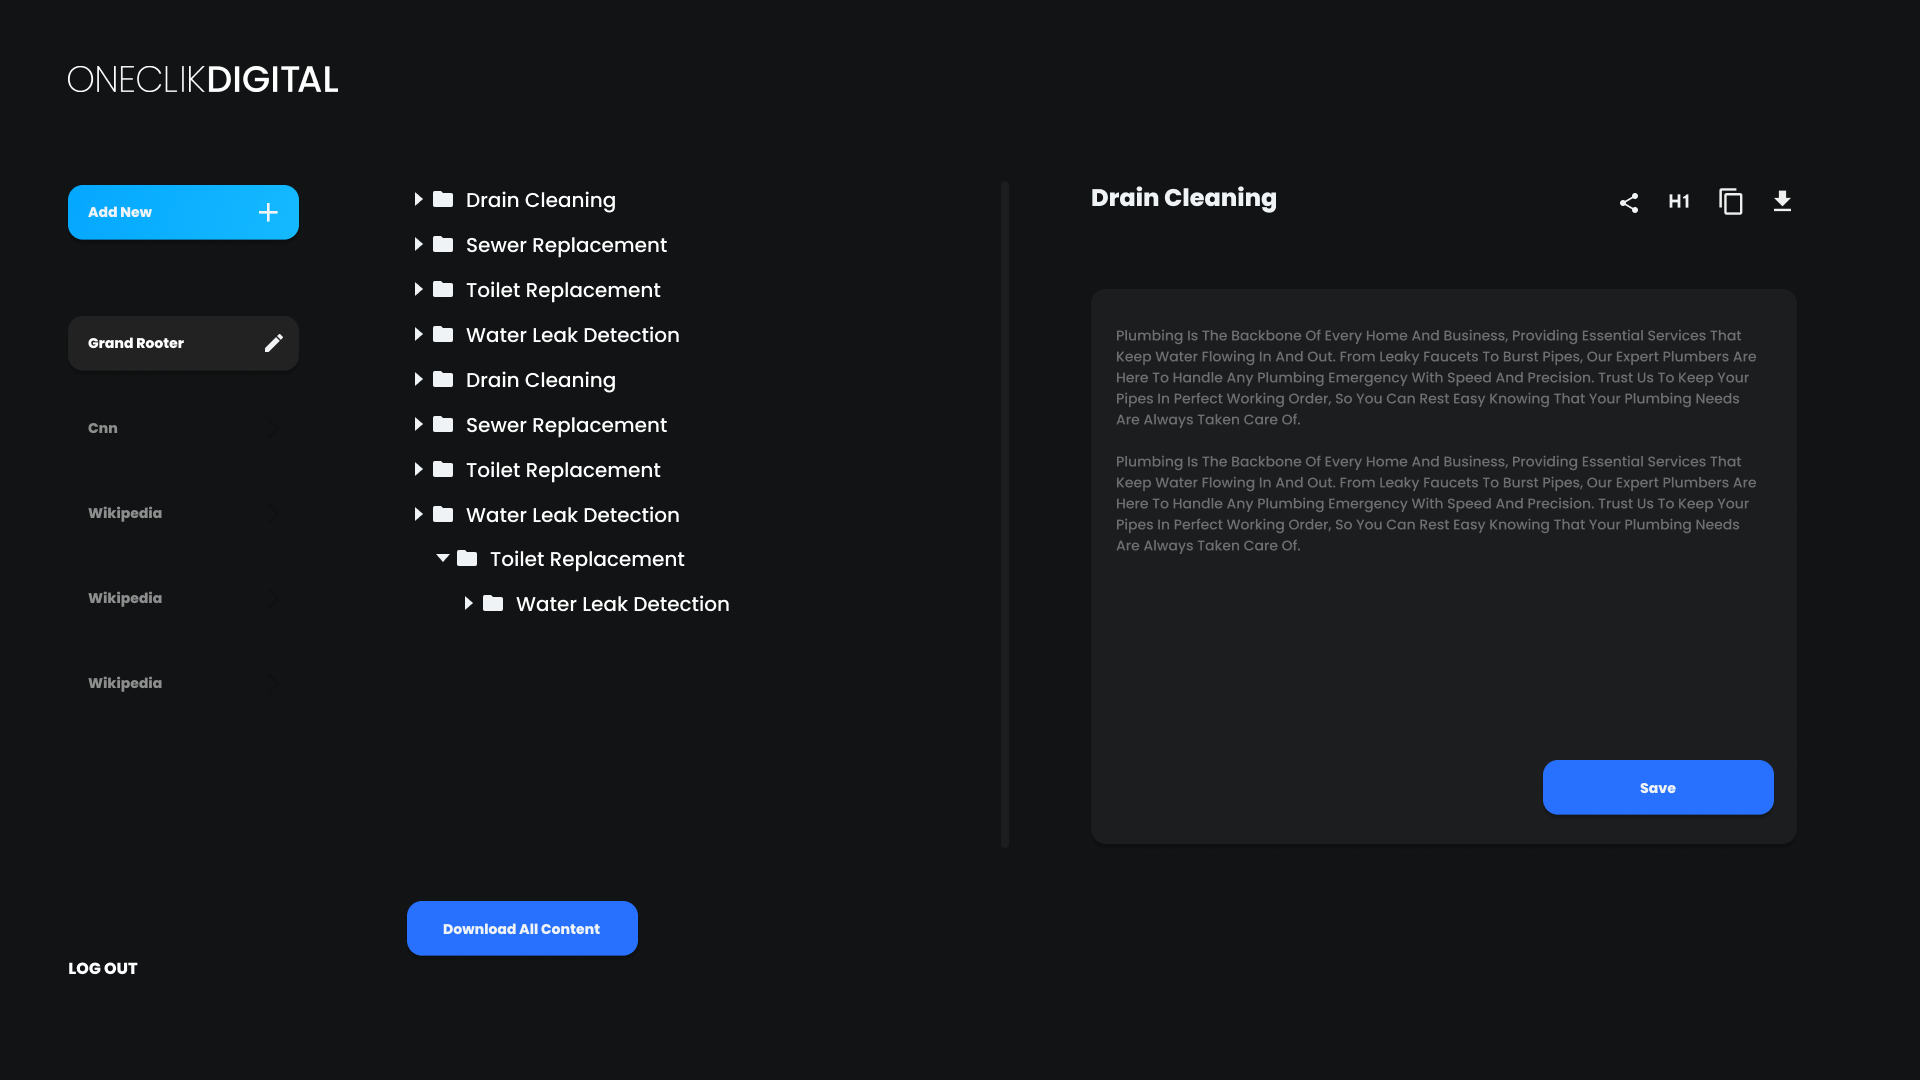 ONECLIKDIGITAL
Add New
Grand Rooter
Cnn
Wikipedia
Wikipedia
Wikipedia
LOG OUT
Drain Cleaning
Sewer Replacement
Toilet Replacement
Water Leak Detection
Drain Cleaning
Sewer Replacement
Toilet Replacement
Water Leak Detection
Toilet Replacement
Water Leak Detection
Download All Content
Drain Cleaning
H1
Plumbing Is The Backbone Of Every Home And Business, Providing Essential Services That
Keep Water Flowing In And Out. From Leaky Faucets To Burst Pipes, Our Expert Plumbers Are
Here To Handle Any Plumbing Emergency With Speed And Precision. Trust Us To Keep Your
Pipes In Perfect Working Order, So You Can Rest Easy Knowing That Your Plumbing Needs
Are Always Taken Care Of.
Plumbing Is The Backbone Of Every Home And Business, Providing Essential Services That
Keep Water Flowing In And Out. From Leaky Faucets To Burst Pipes, Our Expert Plumbers Are
Here To Handle Any Plumbing Emergency With Speed And Precision. Trust Us To Keep Your
Pipes In Perfect Working Order, So You Can Rest Easy Knowing That Your Plumbing Needs
Are Always Taken Care Of.
Save